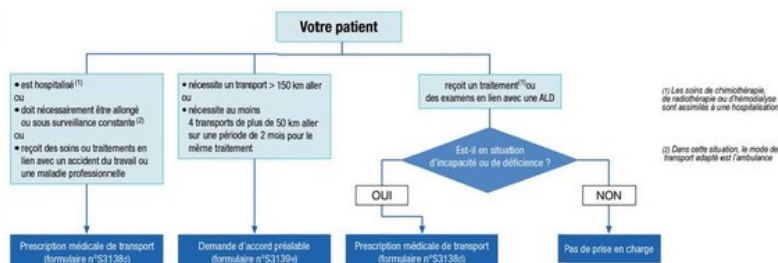 Votre patient
• est hospitalisé (1)
ou
• doit nécessairement être allongé
ou sous surveillance constante (2)
ou
• reçoit des soins ou traitements en
lien avec un accident du travail ou
une maladie professionnelle
• nécessite un transport > 150 km aller
ou
• nécessite au moins
4 transports de plus de 50 km aller
sur une période de 2 mois pour le
même traitement
reçoit un traitement (1) ou
des examens en lien avec une ALD
(1) Les soins de chimiothérapie,
de radiothérapie ou d'hémodialyse
sont assimilés à une hospitalisation
(2) Dans cette situation, le mode de
transport adapté est l'ambulance
Est-il en situation
d'incapacité ou de déficience ?
OUI
NON
Prescription médicale de transport
(formulaire n°S3138d)
Demande d'accord préalable
(formulaire n°S3139e)
Prescription médicale de transport
(formulaire n°S3138d)
Pas de prise en charge